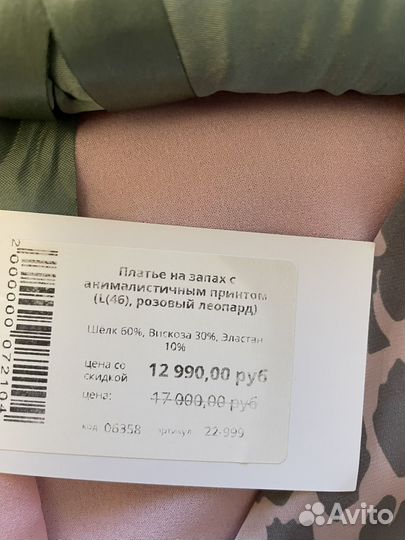 Платье на запах с
анималистичным принтом
(L(46), розовый леопард)
Шелк 60%, Вискоза 30%, Эластан
10%
цена со скидкой 12 990,00 руб
цена: 17 000,00 руб
код 06358 артикул 22-999
2000000072104
Avito